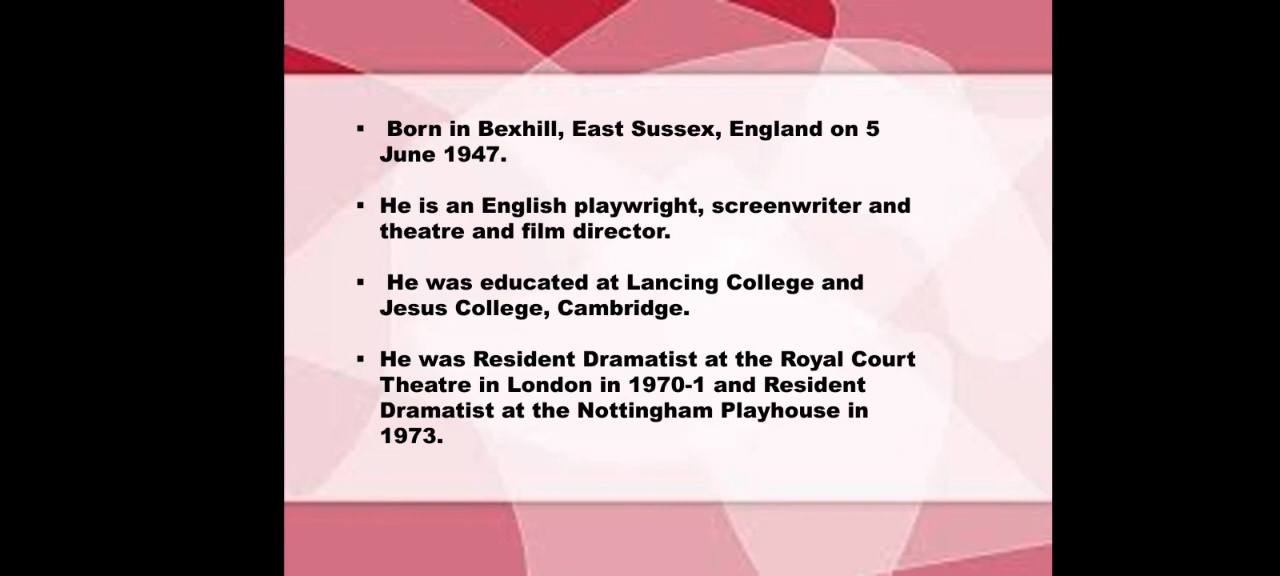 ▪ Born in Bexhill, East Sussex, England on 5
June 1947.
▪ He is an English playwright, screenwriter and
theatre and film director.
▪ He was educated at Lancing College and
Jesus College, Cambridge.
▪ He was Resident Dramatist at the Royal Court
Theatre in London in 1970-1 and Resident
Dramatist at the Nottingham Playhouse in
1973.